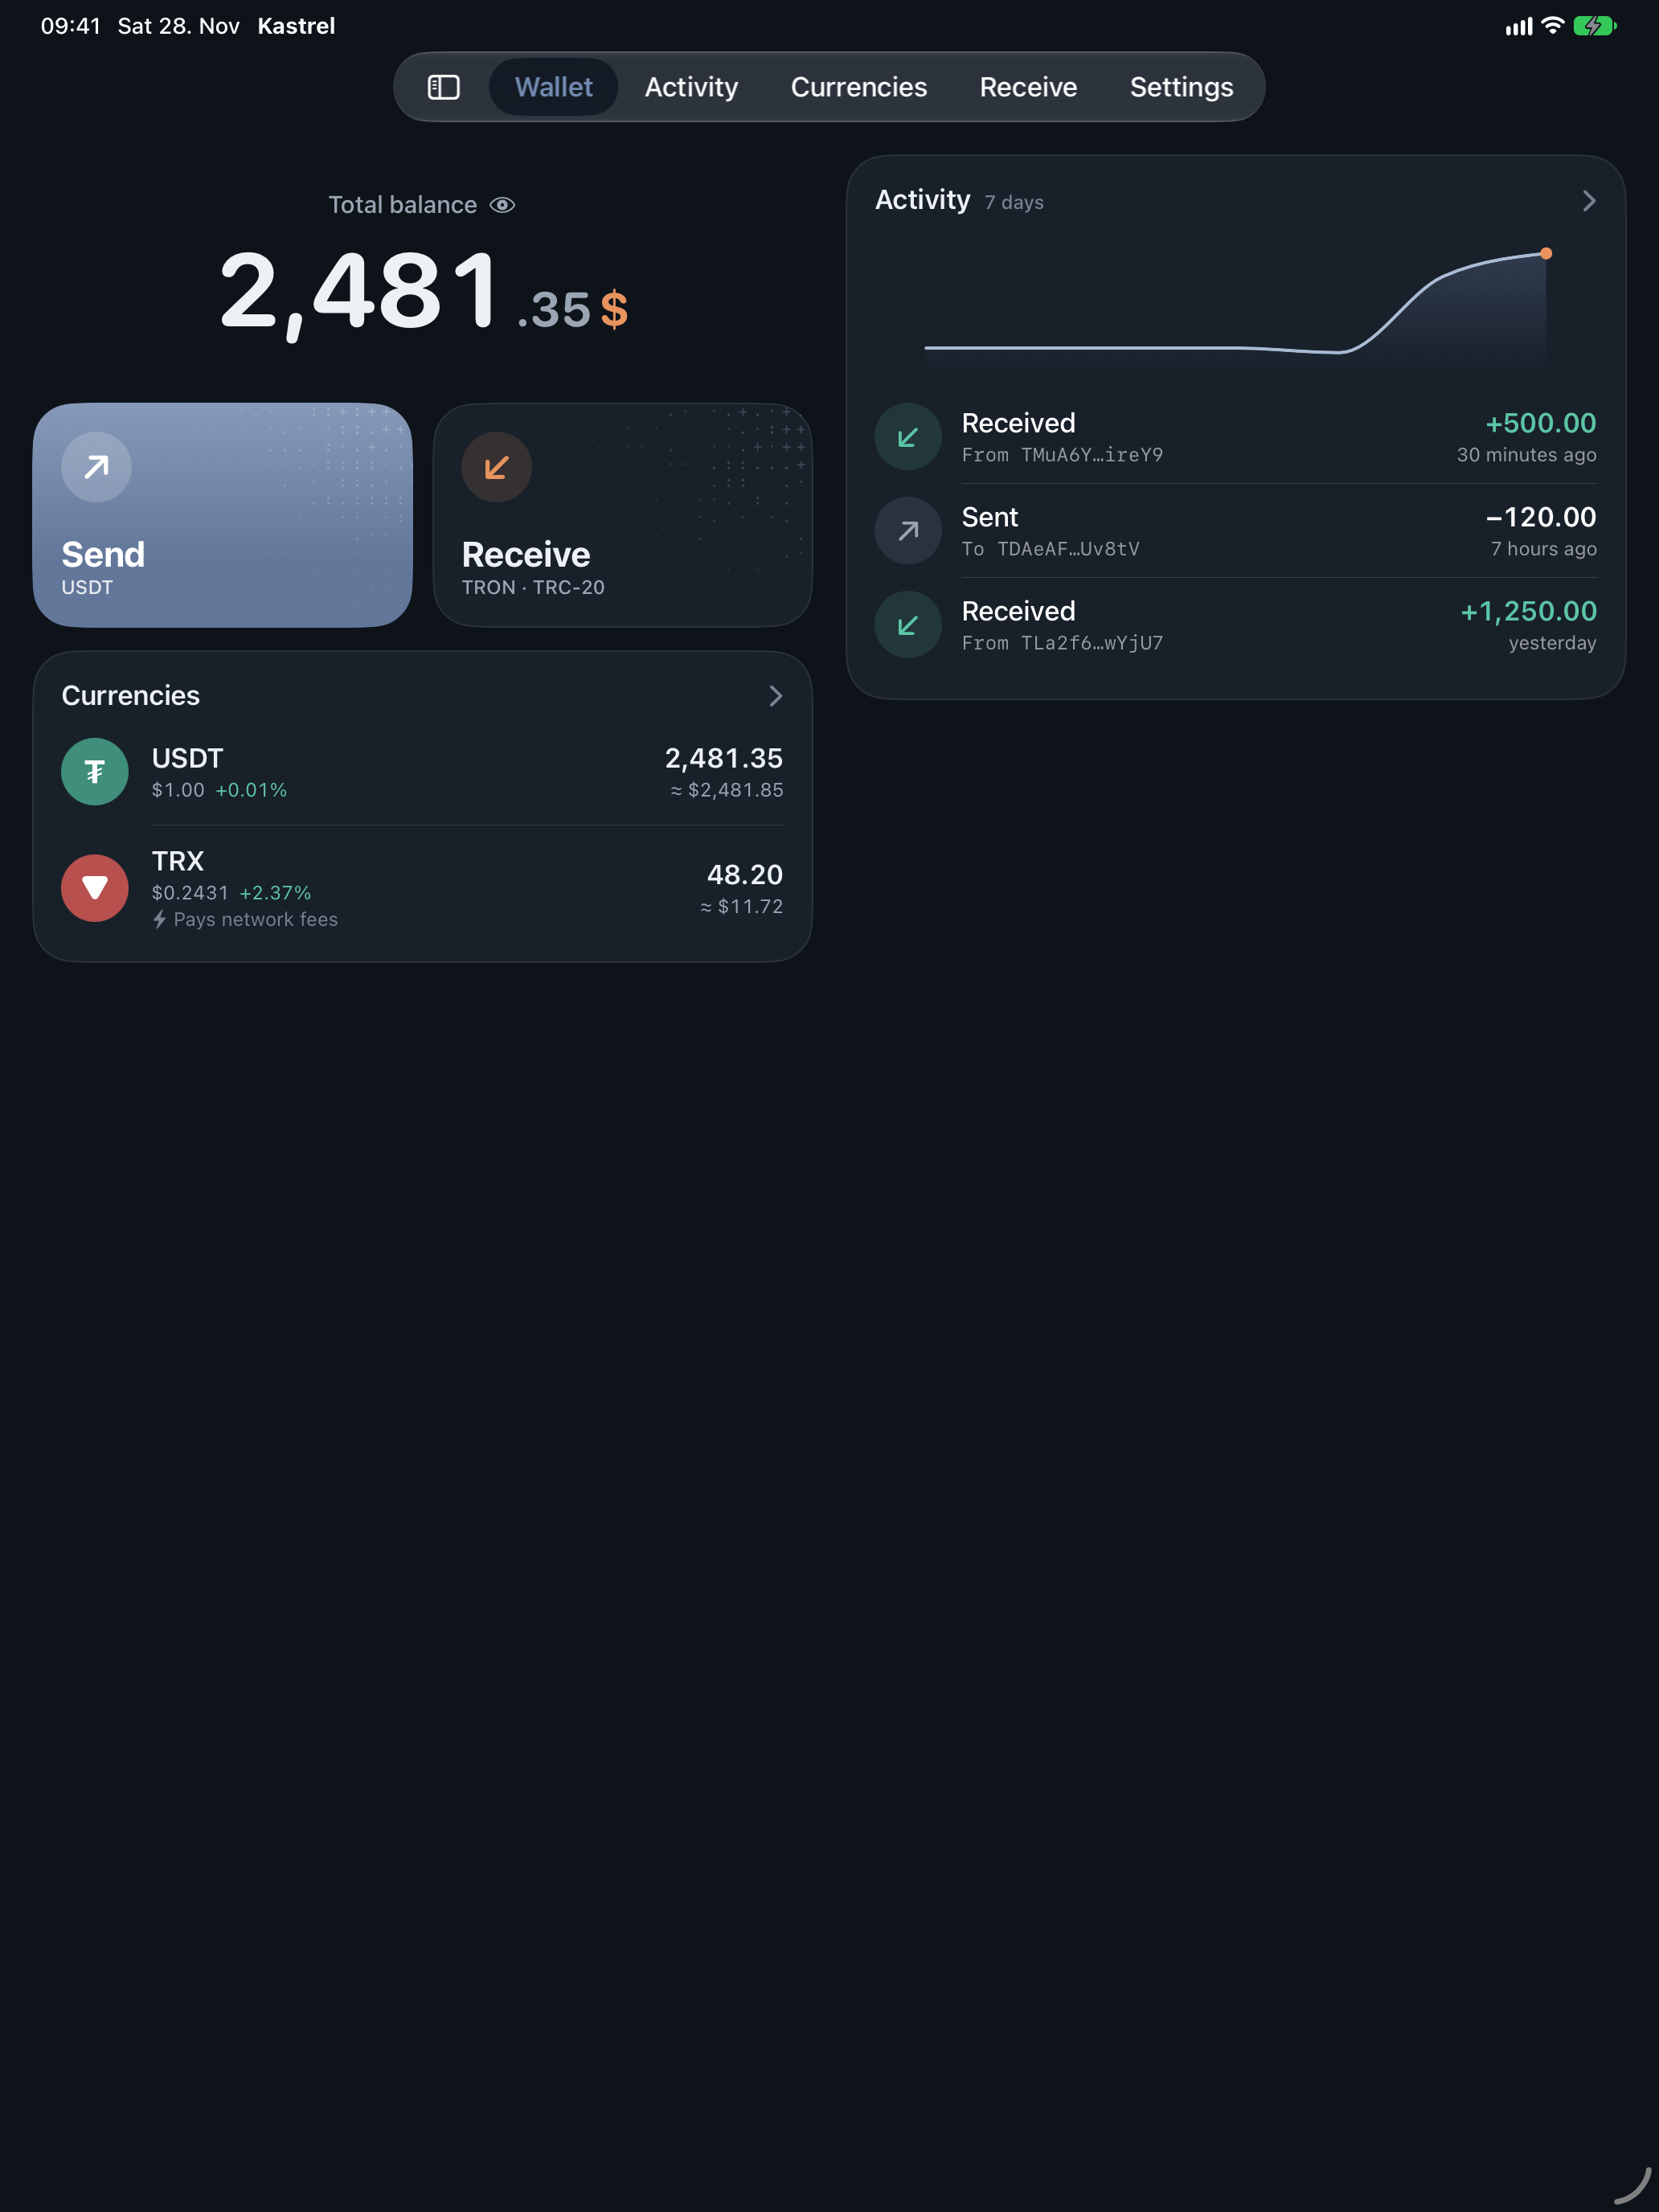 09:41 Sat 28. Nov Kastrel
Wallet Activity Currencies Receive Settings
Total balance
2,481.35$
Send
USDT
Receive
TRON · TRC-20
Currencies
USDT 2,481.35
$1.00 +0.01% ≈ $2,481.85
TRX 48.20
$0.2431 +2.37% ≈ $11.72
Pays network fees
Activity 7 days
Received +500.00
From TMuA6Y…ireY9 30 minutes ago
Sent −120.00
To TDAeAF…Uv8tV 7 hours ago
Received +1,250.00
From TLa2f6…wYjU7 yesterday